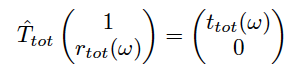 \hat{T}_{tot} \begin{pmatrix} 1 \\ r_{tot}(\omega) \end{pmatrix} = \begin{pmatrix} t_{tot}(\omega) \\ 0 \end{pmatrix}